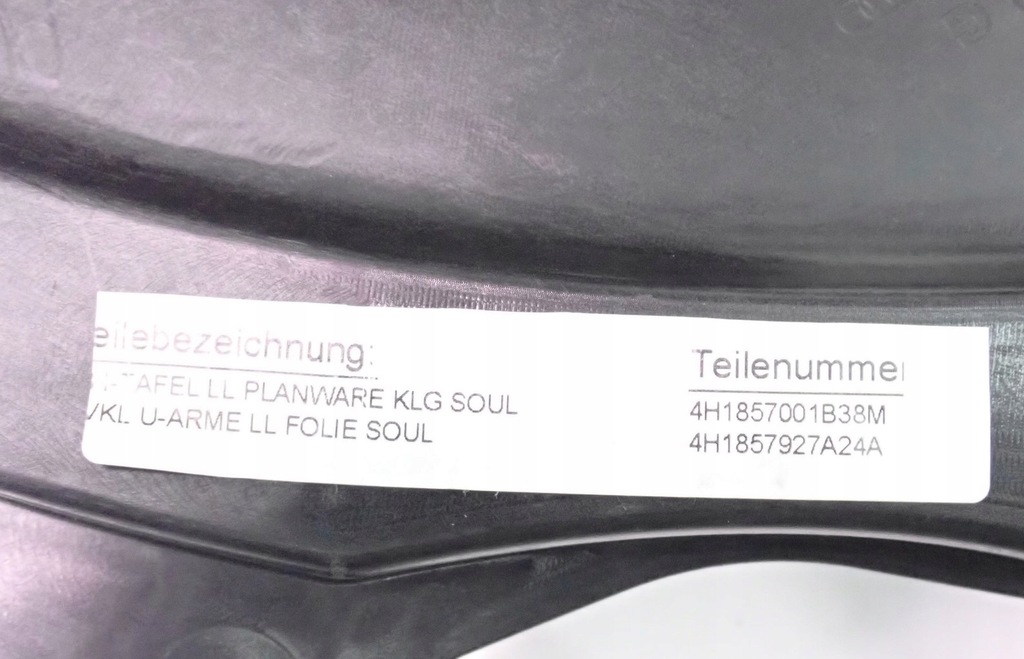 eilebezeichnung:
I-TAFEL LL PLANWARE KLG SOUL
VKL U-ARME LL FOLIE SOUL
Teilenummer
4H1857001B38M
4H1857927A24A